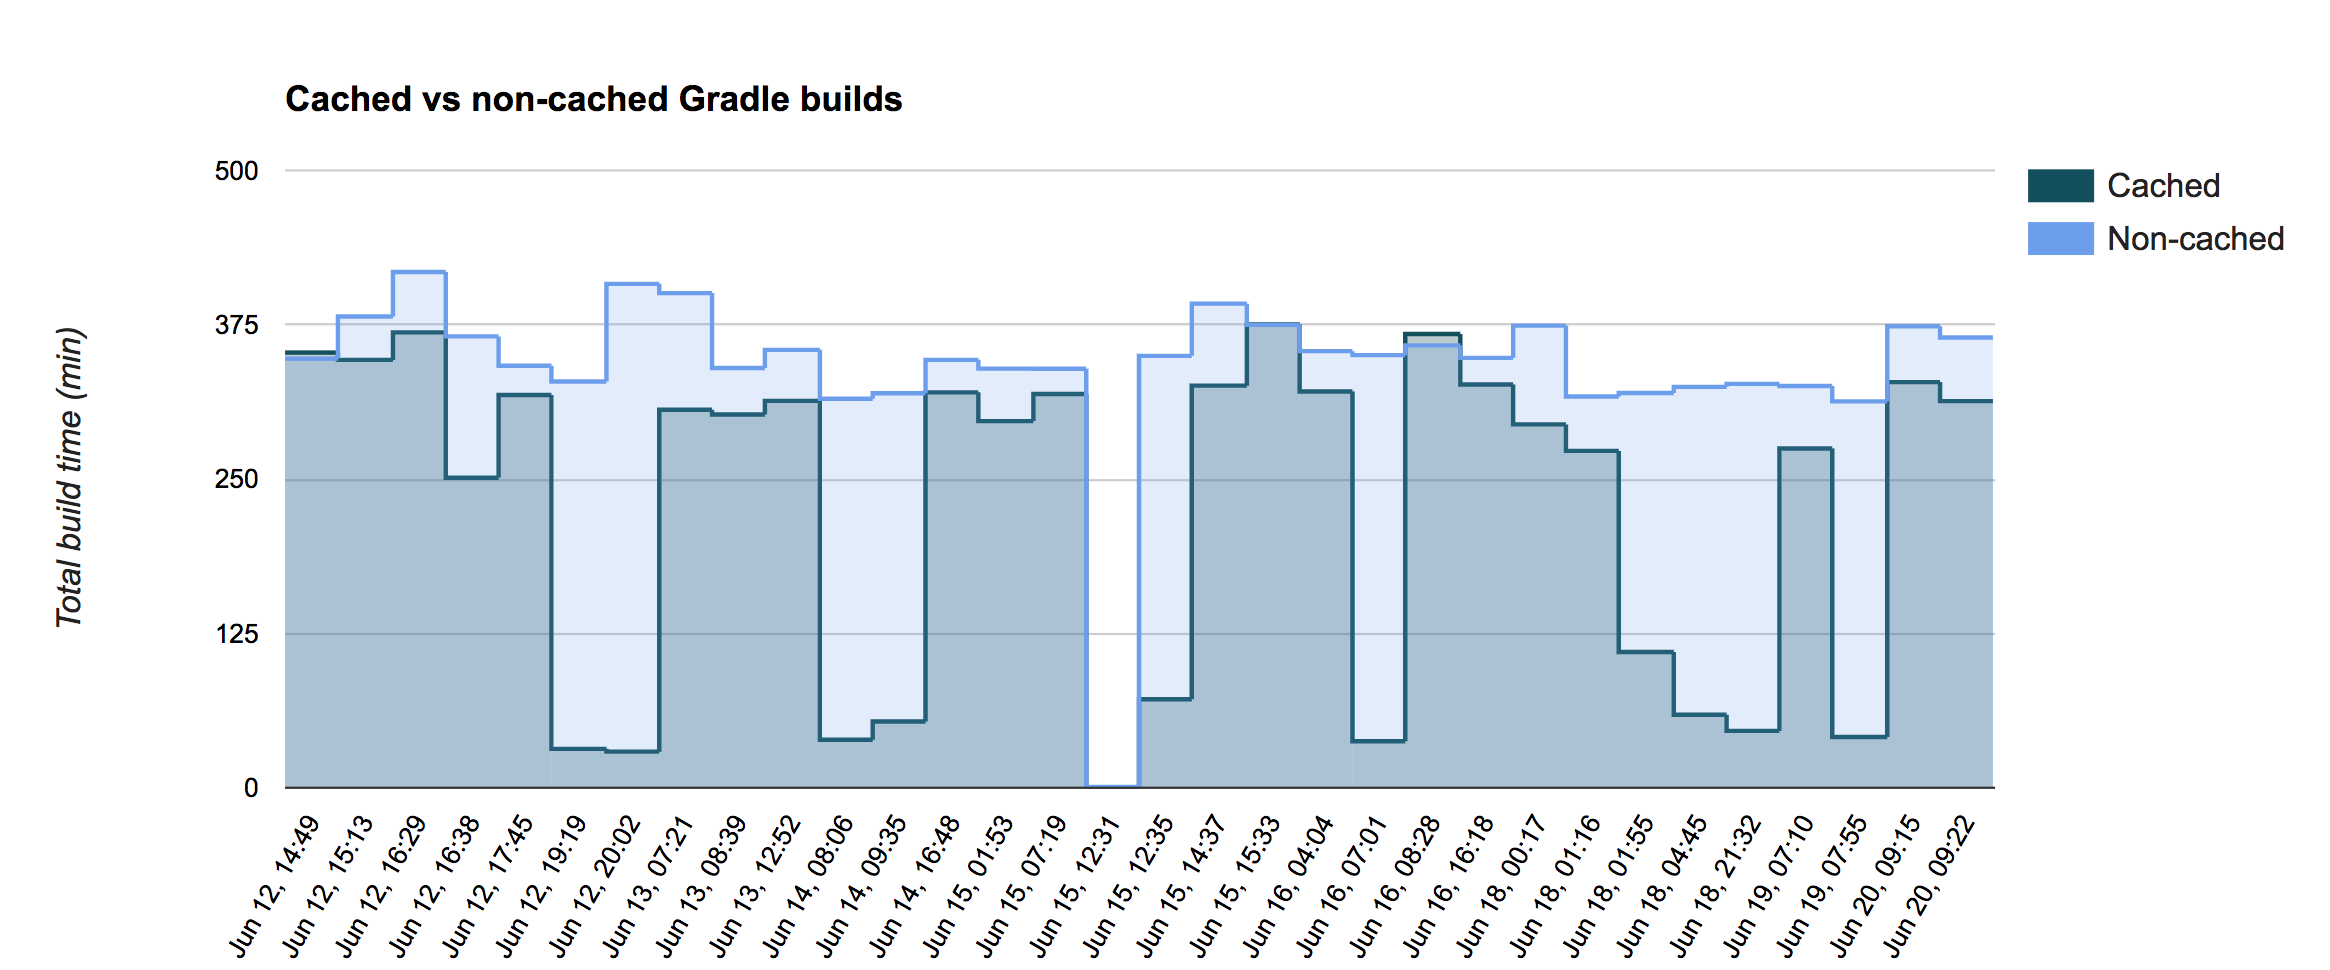 Cached vs non-cached Gradle builds
500
375
250
125
0
Total build time (min)
Cached
Non-cached
Jun 12, 14:49
Jun 12, 15:13
Jun 12, 16:29
Jun 12, 16:38
Jun 12, 17:45
Jun 12, 19:19
Jun 12, 20:02
Jun 13, 07:21
Jun 13, 08:39
Jun 13, 12:52
Jun 14, 08:06
Jun 14, 09:35
Jun 14, 16:48
Jun 15, 01:53
Jun 15, 07:19
Jun 15, 12:31
Jun 15, 12:35
Jun 15, 14:37
Jun 15, 15:33
Jun 16, 04:04
Jun 16, 07:01
Jun 16, 08:28
Jun 16, 16:18
Jun 18, 00:17
Jun 18, 01:16
Jun 18, 01:55
Jun 18, 04:45
Jun 18, 21:32
Jun 19, 07:10
Jun 19, 07:55
Jun 20, 09:15
Jun 20, 09:22